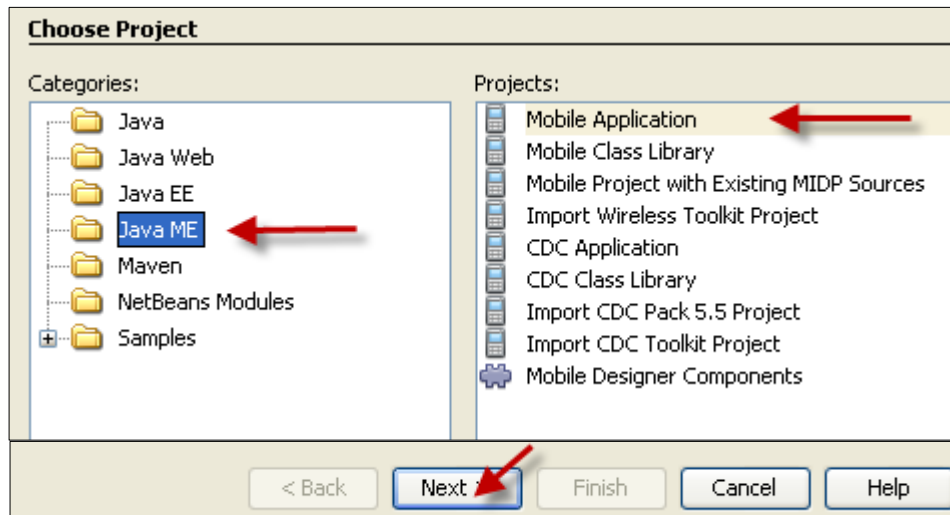 Choose Project
Categories:
Java
Java Web
Java EE
Java ME
Maven
NetBeans Modules
Samples
Projects:
Mobile Application
Mobile Class Library
Mobile Project with Existing MIDP Sources
Import Wireless Toolkit Project
CDC Application
CDC Class Library
Import CDC Pack 5.5 Project
Import CDC Toolkit Project
Mobile Designer Components
< Back
Next >
Finish
Cancel
Help